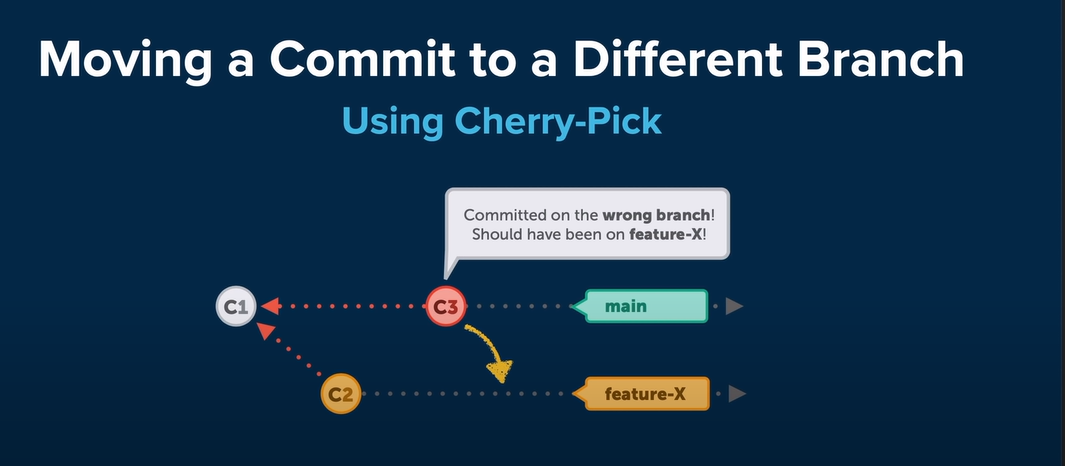 Moving a Commit to a Different Branch
Using Cherry-Pick
Committed on the wrong branch!
Should have been on feature-X!
C1
C3
main
C2
feature-X